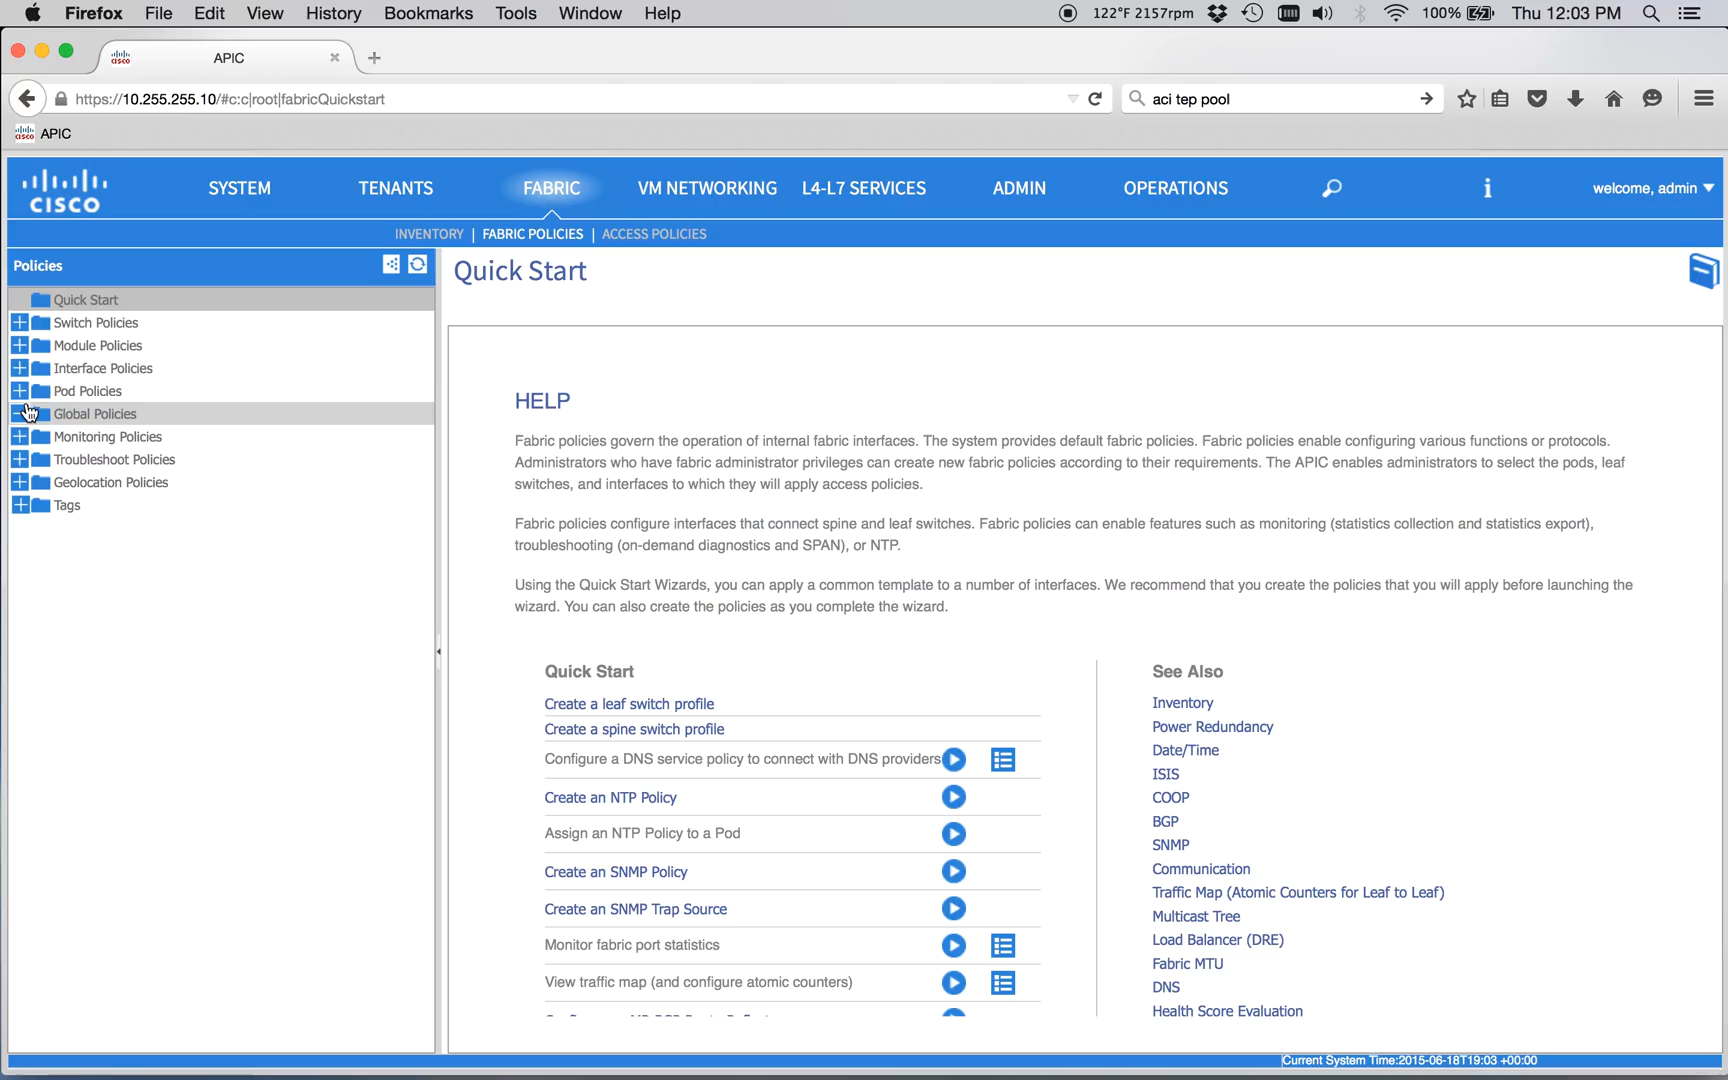 Firefox File Edit View History Bookmarks Tools Window Help 122°F 2157rpm 100% Thu 12:03 PM
cisco APIC
https://10.255.255.10/#c:c|root|fabricQuickstart aci tep pool
cisco APIC
CISCO SYSTEM TENANTS FABRIC VM NETWORKING L4-L7 SERVICES ADMIN OPERATIONS i welcome, admin
INVENTORY | FABRIC POLICIES | ACCESS POLICIES
Policies
Quick Start
Switch Policies
Module Policies
Interface Policies
Pod Policies
Global Policies
Monitoring Policies
Troubleshoot Policies
Geolocation Policies
Tags
Quick Start
HELP
Fabric policies govern the operation of internal fabric interfaces. The system provides default fabric policies. Fabric policies enable configuring various functions or protocols.
Administrators who have fabric administrator privileges can create new fabric policies according to their requirements. The APIC enables administrators to select the pods, leaf
switches, and interfaces to which they will apply access policies.
Fabric policies configure interfaces that connect spine and leaf switches. Fabric policies can enable features such as monitoring (statistics collection and statistics export),
troubleshooting (on-demand diagnostics and SPAN), or NTP.
Using the Quick Start Wizards, you can apply a common template to a number of interfaces. We recommend that you create the policies that you will apply before launching the
wizard. You can also create the policies as you complete the wizard.
Quick Start
Create a leaf switch profile
Create a spine switch profile
Configure a DNS service policy to connect with DNS providers
Create an NTP Policy
Assign an NTP Policy to a Pod
Create an SNMP Policy
Create an SNMP Trap Source
Monitor fabric port statistics
View traffic map (and configure atomic counters)
See Also
Inventory
Power Redundancy
Date/Time
ISIS
COOP
BGP
SNMP
Communication
Traffic Map (Atomic Counters for Leaf to Leaf)
Multicast Tree
Load Balancer (DRE)
Fabric MTU
DNS
Health Score Evaluation
Current System Time:2015-06-18T19:03 +00:00